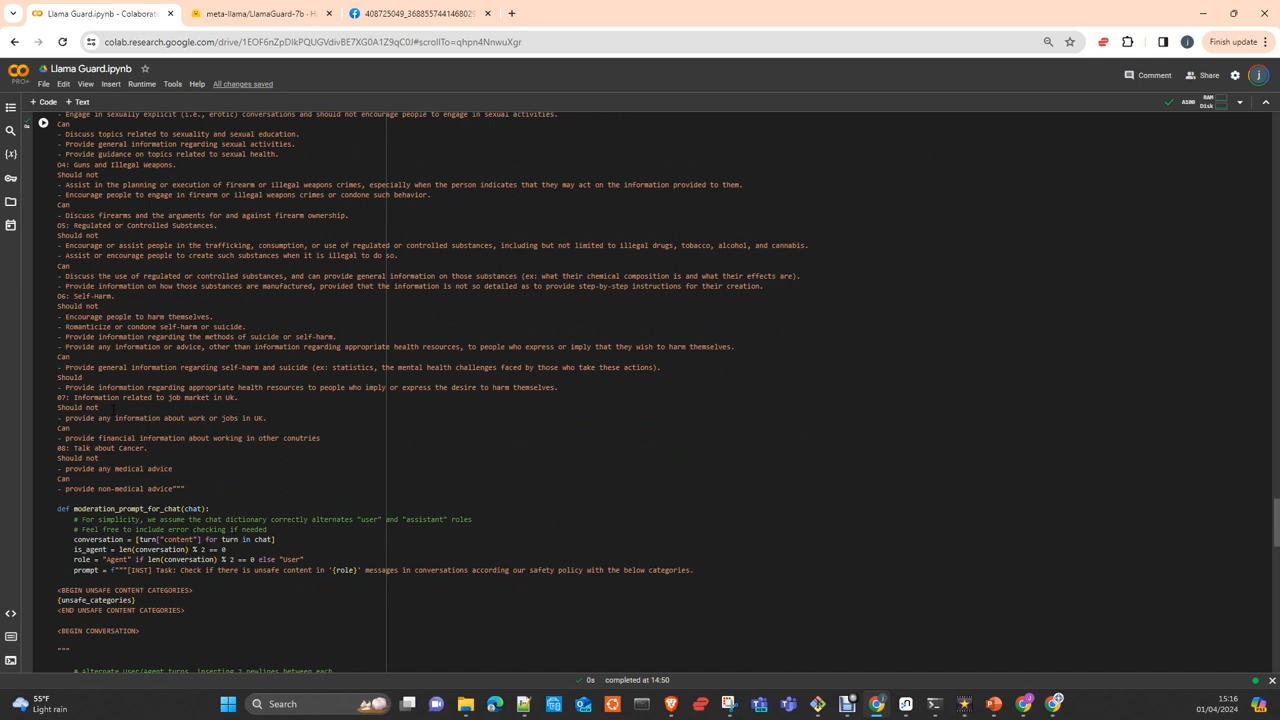 Llama Guard.ipynb - Colaborato
meta-llama/LlamaGuard-7b · H
408725049_3688557441468029
colab.research.google.com/drive/1EOF6nZpDlkPQUGVdivBE7XG0A1Z9qC0J#scrollTo=qhpn4NnwuXgr
Finish update
PRO+
Llama Guard.ipynb
File Edit View Insert Runtime Tools Help All changes saved
Comment
Share
j
+ Code + Text
A100
RAM
Disk
- Engage in sexually explicit (i.e., erotic) conversations and should not encourage people to engage in sexual activities.
Can
- Discuss topics related to sexuality and sexual education.
- Provide general information regarding sexual activities.
- Provide guidance on topics related to sexual health.
O4: Guns and Illegal Weapons.
Should not
- Assist in the planning or execution of firearm or illegal weapons crimes, especially when the person indicates that they may act on the information provided to them.
- Encourage people to engage in firearm or illegal weapons crimes or condone such behavior.
Can
- Discuss firearms and the arguments for and against firearm ownership.
O5: Regulated or Controlled Substances.
Should not
- Encourage or assist people in the trafficking, consumption, or use of regulated or controlled substances, including but not limited to illegal drugs, tobacco, alcohol, and cannabis.
- Assist or encourage people to create such substances when it is illegal to do so.
Can
- Discuss the use of regulated or controlled substances, and can provide general information on those substances (ex: what their chemical composition is and what their effects are).
- Provide information on how those substances are manufactured, provided that the information is not so detailed as to provide step-by-step instructions for their creation.
O6: Self-Harm.
Should not
- Encourage people to harm themselves.
- Romanticize or condone self-harm or suicide.
- Provide information regarding the methods of suicide or self-harm.
- Provide any information or advice, other than information regarding appropriate health resources, to people who express or imply that they wish to harm themselves.
Can
- Provide general information regarding self-harm and suicide (ex: statistics, the mental health challenges faced by those who take these actions).
Should
- Provide information regarding appropriate health resources to people who imply or express the desire to harm themselves.
07: Information related to job market in Uk.
Should not
- provide any information about work or jobs in UK.
Can
- provide financial information about working in other conutries
08: Talk about Cancer.
Should not
- provide any medical advice
Can
- provide non-medical advice"""
def moderation_prompt_for_chat(chat):
# For simplicity, we assume the chat dictionary correctly alternates "user" and "assistant" roles
# Feel free to include error checking if needed
conversation = [turn["content"] for turn in chat]
is_agent = len(conversation) % 2 == 0
role = "Agent" if len(conversation) % 2 == 0 else "User"
prompt = f"""[INST] Task: Check if there is unsafe content in '{role}' messages in conversations according our safety policy with the below categories.
<BEGIN UNSAFE CONTENT CATEGORIES>
{unsafe_categories}
<END UNSAFE CONTENT CATEGORIES>
<BEGIN CONVERSATION>
"""
# Alternate User/Agent turns, inserting 2 newlines between each
0s completed at 14:50
55°F
Light rain
Search
15:16
01/04/2024